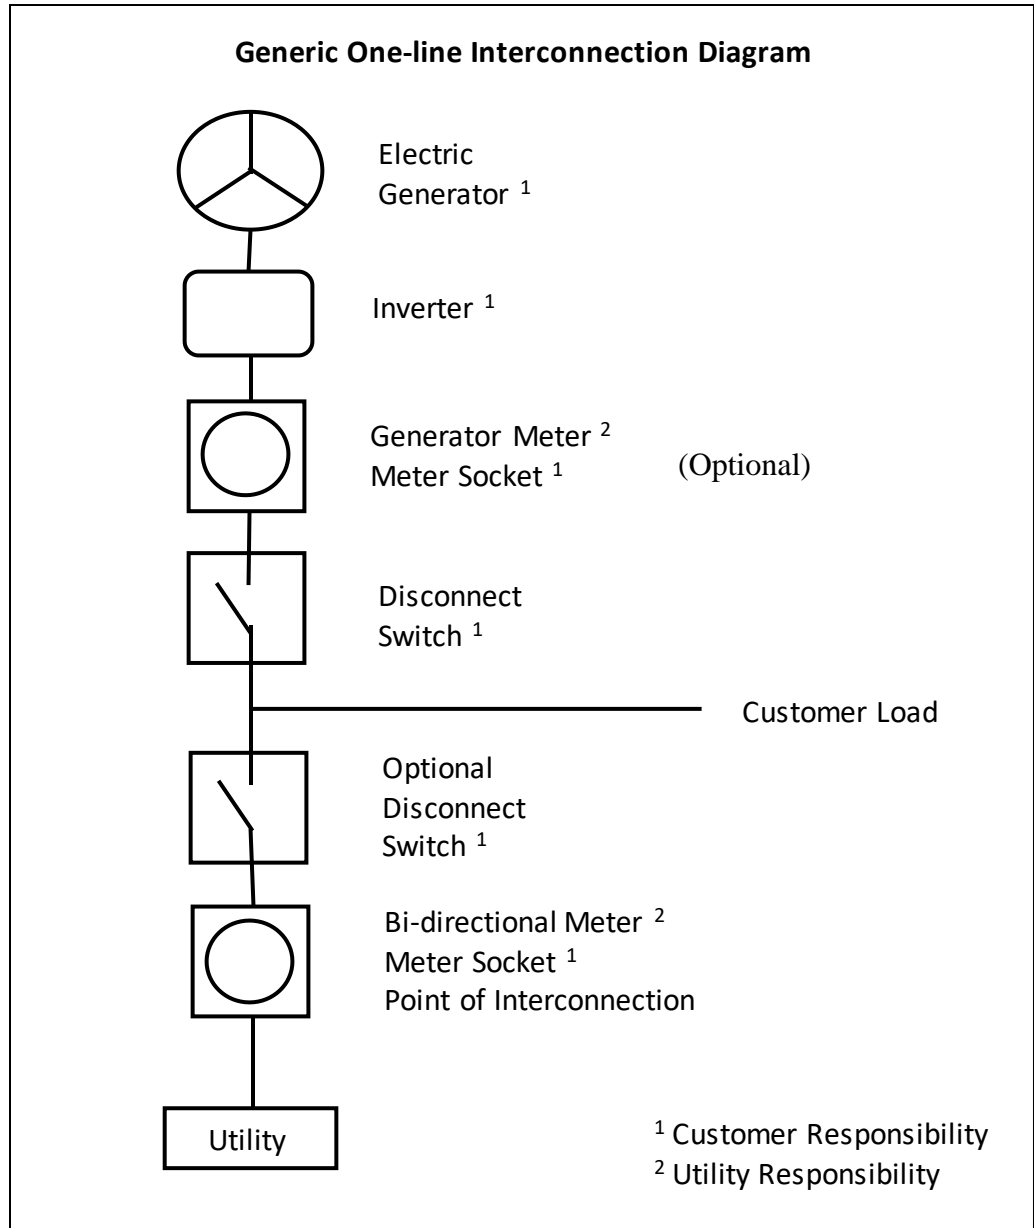 Generic One-line Interconnection Diagram
Electric
Generator ¹
Inverter ¹
Generator Meter ²
Meter Socket ¹
(Optional)
Disconnect
Switch ¹
Customer Load
Optional
Disconnect
Switch ¹
Bi-directional Meter ²
Meter Socket ¹
Point of Interconnection
Utility
¹ Customer Responsibility
² Utility Responsibility